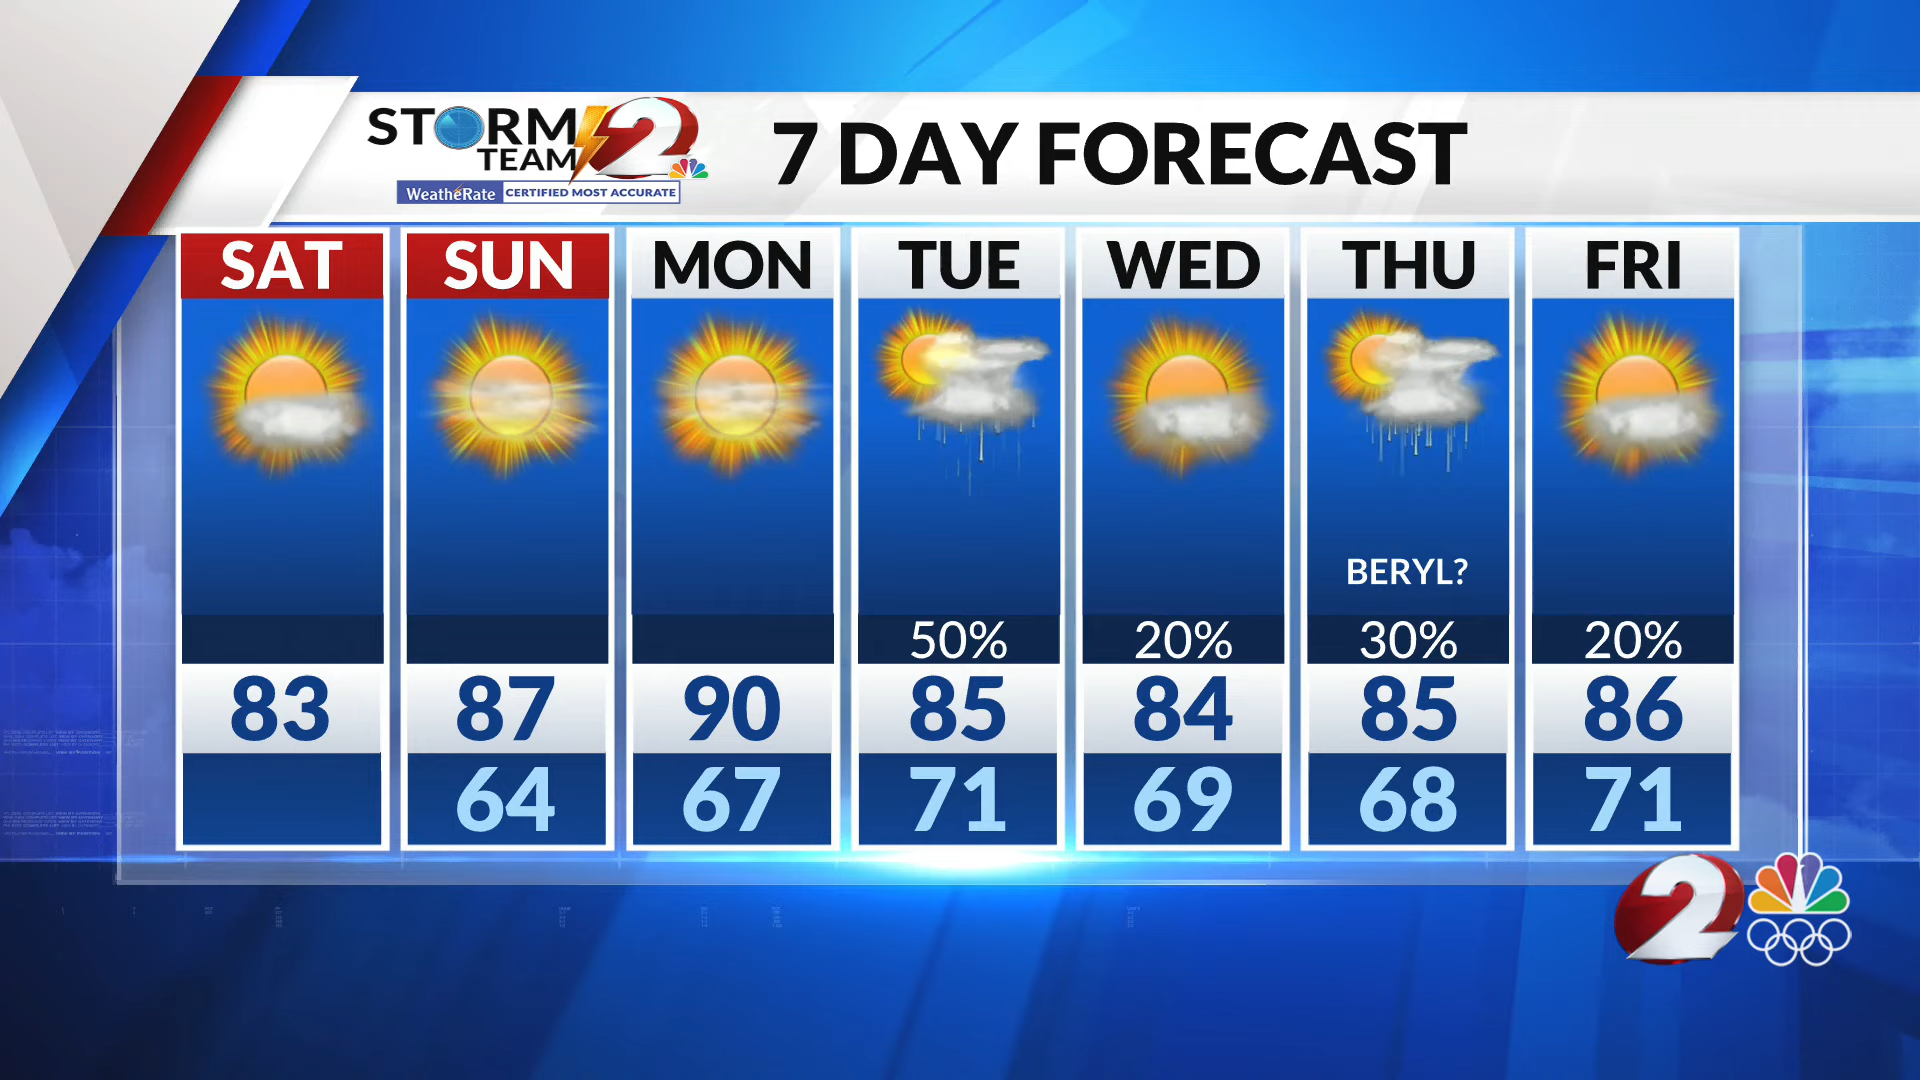 STORM
TEAM 2
WeatheRate CERTIFIED MOST ACCURATE
7 DAY FORECAST
SAT SUN MON TUE WED THU FRI
BERYL?
50% 20% 30% 20%
83 87 90 85 84 85 86
64 67 71 69 68 71
2